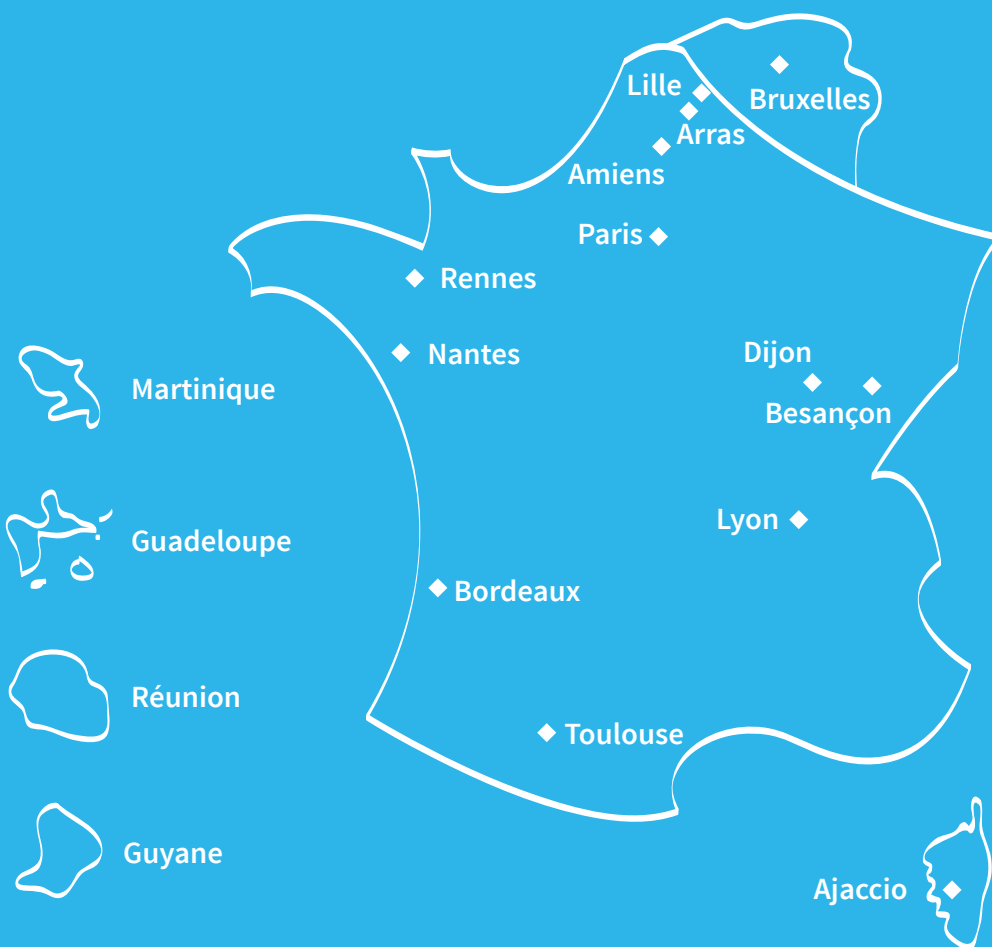 Lille
Bruxelles
Arras
Amiens
Paris
Rennes
Nantes
Dijon
Besançon
Martinique
Lyon
Guadeloupe
Bordeaux
Réunion
Toulouse
Guyane
Ajaccio